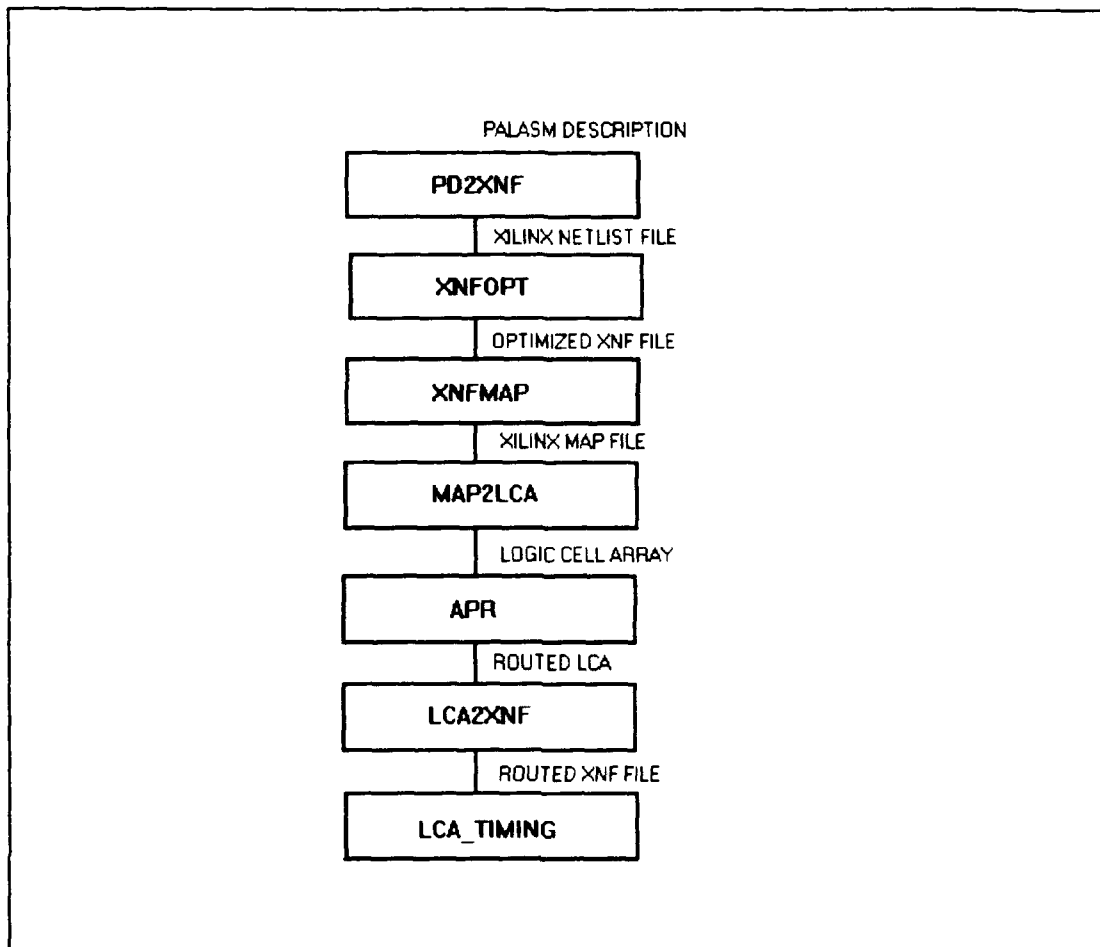 PALASM DESCRIPTION
PD2XNF
XILINX NETLIST FILE
XNFOPT
OPTIMIZED XNF FILE
XNFMAP
XILINX MAP FILE
MAP2LCA
LOGIC CELL ARRAY
APR
ROUTED LCA
LCA2XNF
ROUTED XNF FILE
LCA_TIMING